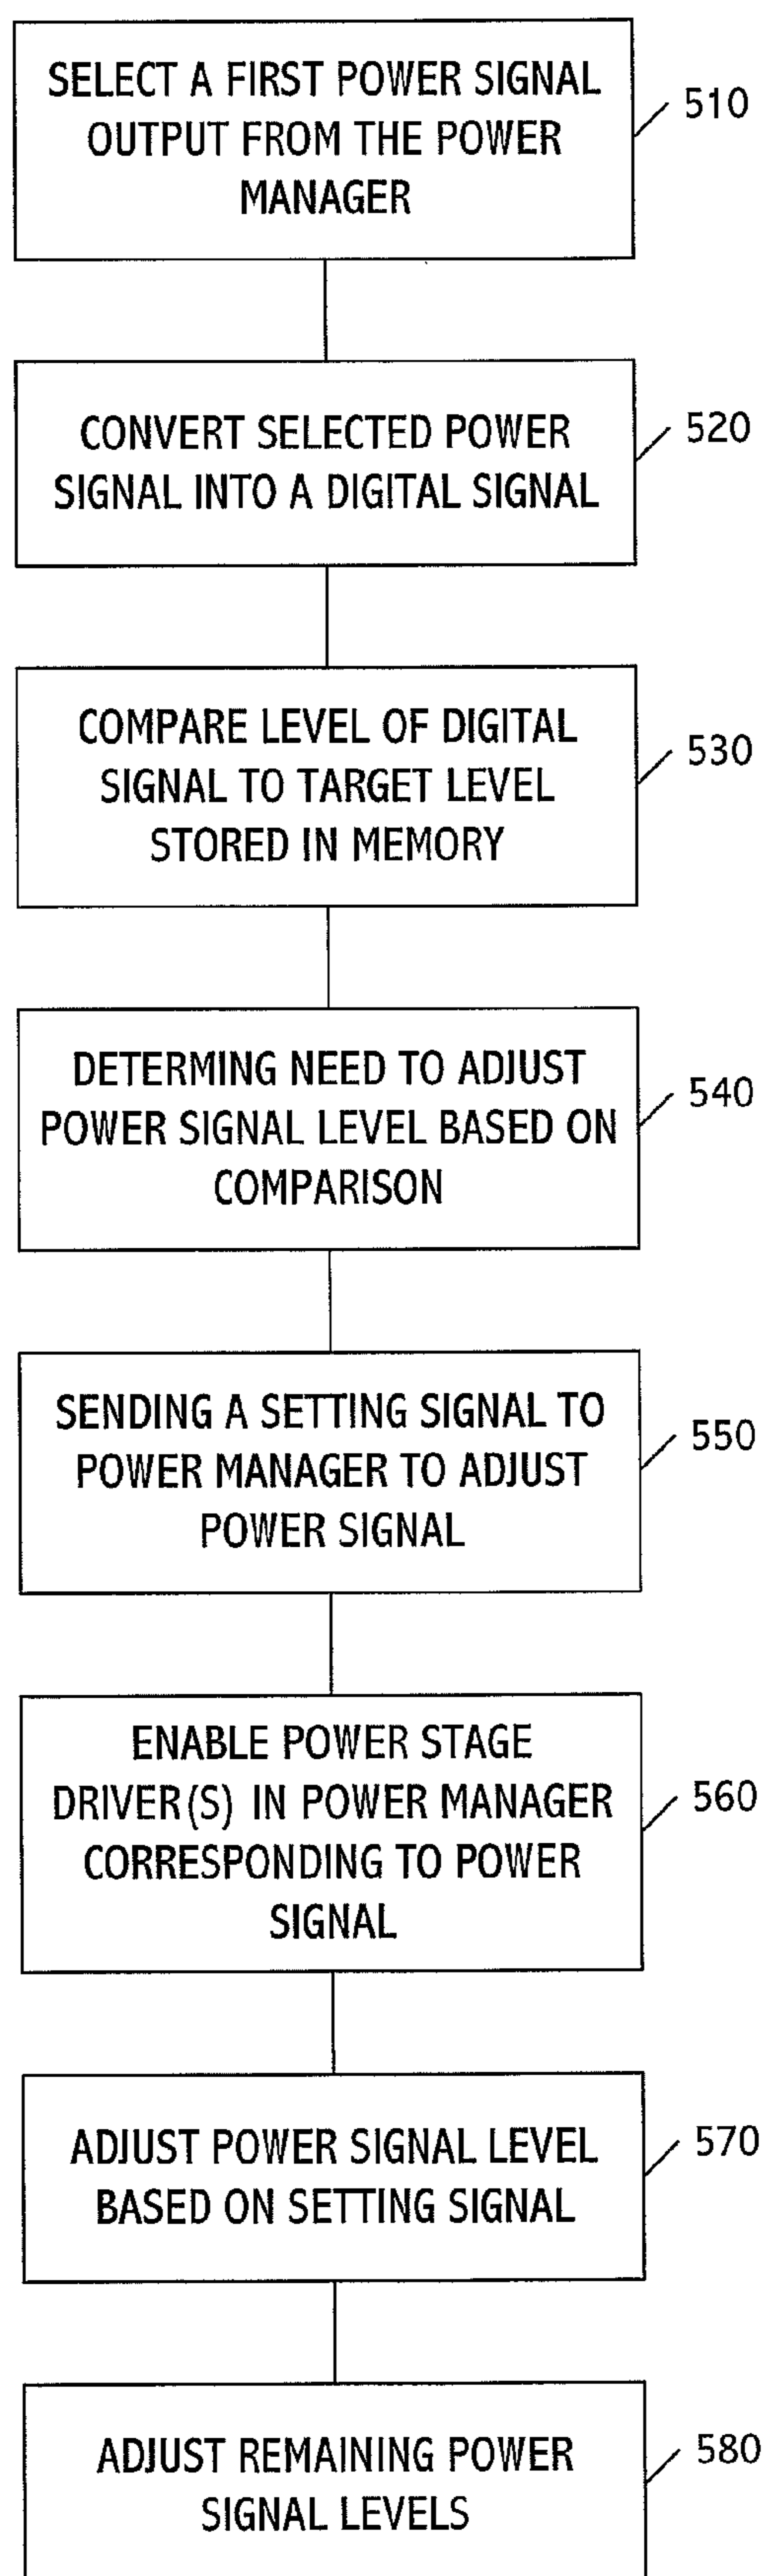 SELECT A FIRST POWER SIGNAL
OUTPUT FROM THE POWER
MANAGER
510
CONVERT SELECTED POWER
SIGNAL INTO A DIGITAL SIGNAL
520
COMPARE LEVEL OF DIGITAL
SIGNAL TO TARGET LEVEL
STORED IN MEMORY
530
DETERMING NEED TO ADJUST
POWER SIGNAL LEVEL BASED ON
COMPARISON
540
SENDING A SETTING SIGNAL TO
POWER MANAGER TO ADJUST
POWER SIGNAL
550
ENABLE POWER STAGE
DRIVER(S) IN POWER MANAGER
CORRESPONDING TO POWER
SIGNAL
560
ADJUST POWER SIGNAL LEVEL
BASED ON SETTING SIGNAL
570
ADJUST REMAINING POWER
SIGNAL LEVELS
580